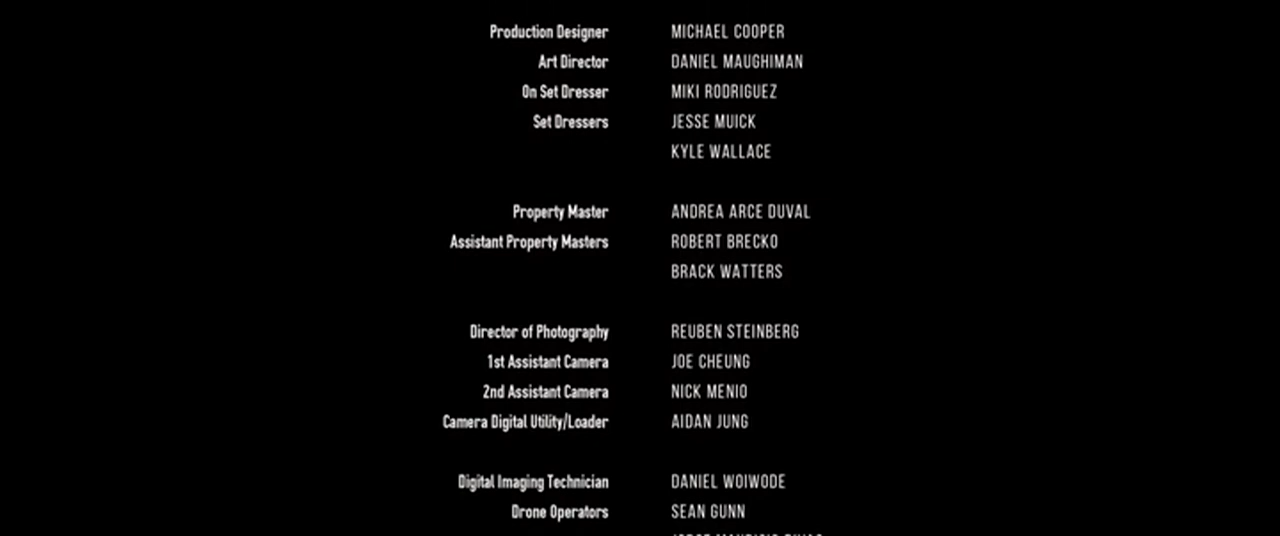 Production Designer MICHAEL COOPER
Art Director DANIEL MAUGHIMAN
On Set Dresser MIKI RODRIGUEZ
Set Dressers JESSE MUICK
KYLE WALLACE
Property Master ANDREA ARCE DUVAL
Assistant Property Masters ROBERT BRECKO
BRACK WATTERS
Director of Photography REUBEN STEINBERG
1st Assistant Camera JOE CHEUNG
2nd Assistant Camera NICK MENIO
Camera Digital Utility/Loader AIDAN JUNG
Digital Imaging Technician DANIEL WOIWODE
Drone Operators SEAN GUNN